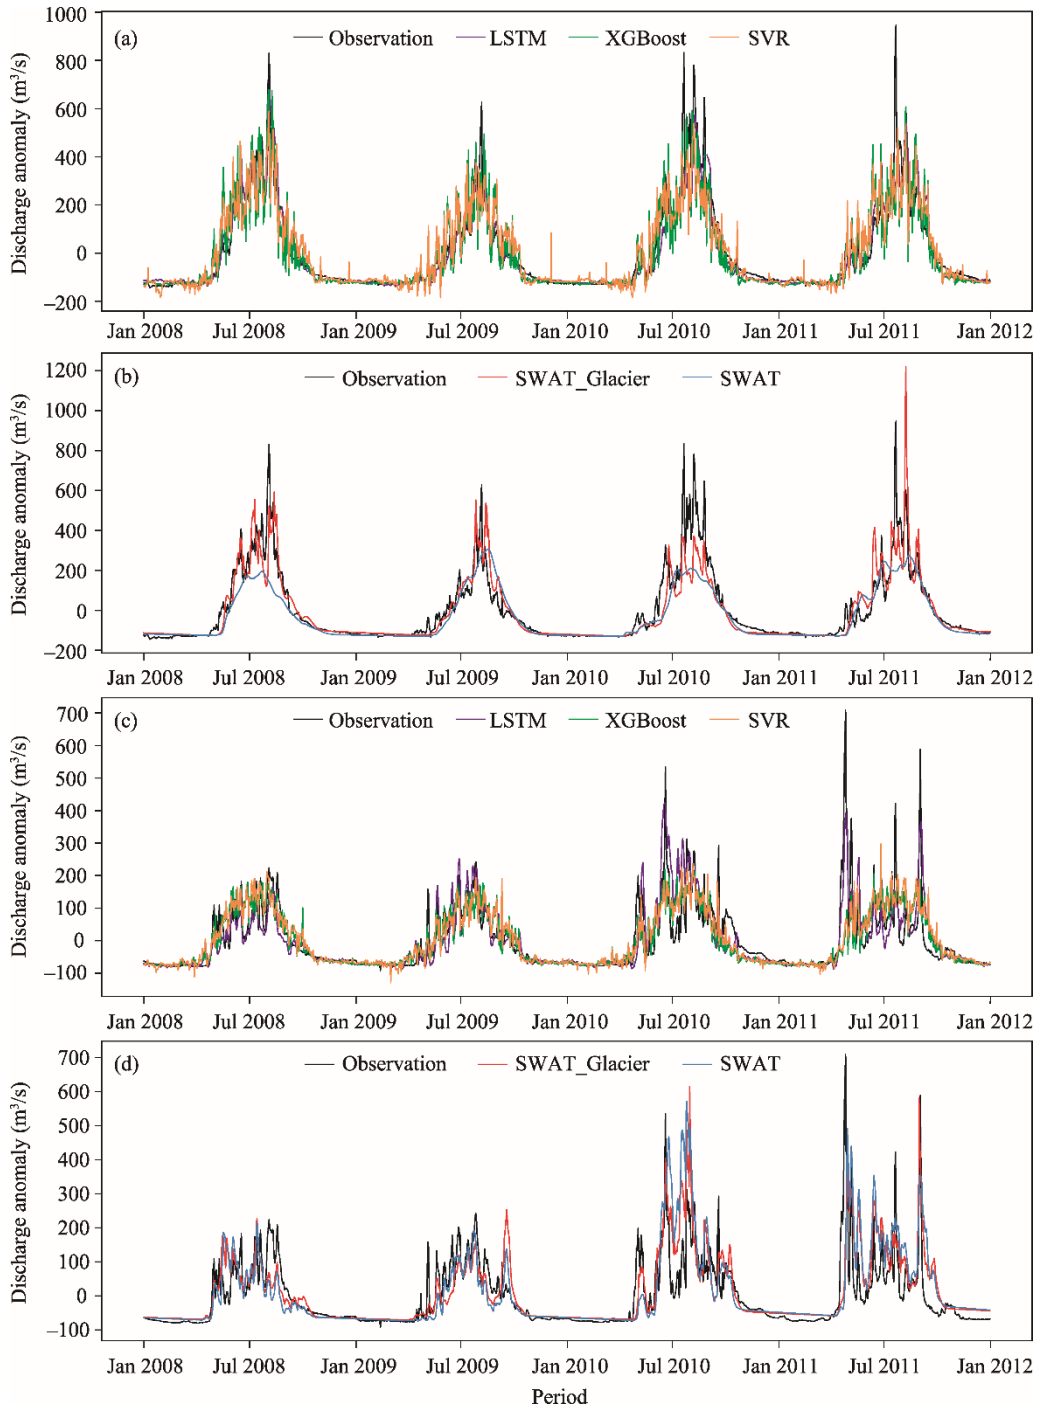 (a) Observation LSTM XGBoost SVR
1000
800
600
400
200
0
–200
Discharge anomaly (m³/s)
Jan 2008 Jul 2008 Jan 2009 Jul 2009 Jan 2010 Jul 2010 Jan 2011 Jul 2011 Jan 2012
(b) Observation SWAT_Glacier SWAT
1200
1000
800
600
400
200
0
–200
Discharge anomaly (m³/s)
Jan 2008 Jul 2008 Jan 2009 Jul 2009 Jan 2010 Jul 2010 Jan 2011 Jul 2011 Jan 2012
(c) Observation LSTM XGBoost SVR
700
600
500
400
300
200
100
0
–100
Discharge anomaly (m³/s)
Jan 2008 Jul 2008 Jan 2009 Jul 2009 Jan 2010 Jul 2010 Jan 2011 Jul 2011 Jan 2012
(d) Observation SWAT_Glacier SWAT
700
600
500
400
300
200
100
0
–100
Discharge anomaly (m³/s)
Jan 2008 Jul 2008 Jan 2009 Jul 2009 Jan 2010 Jul 2010 Jan 2011 Jul 2011 Jan 2012
Period